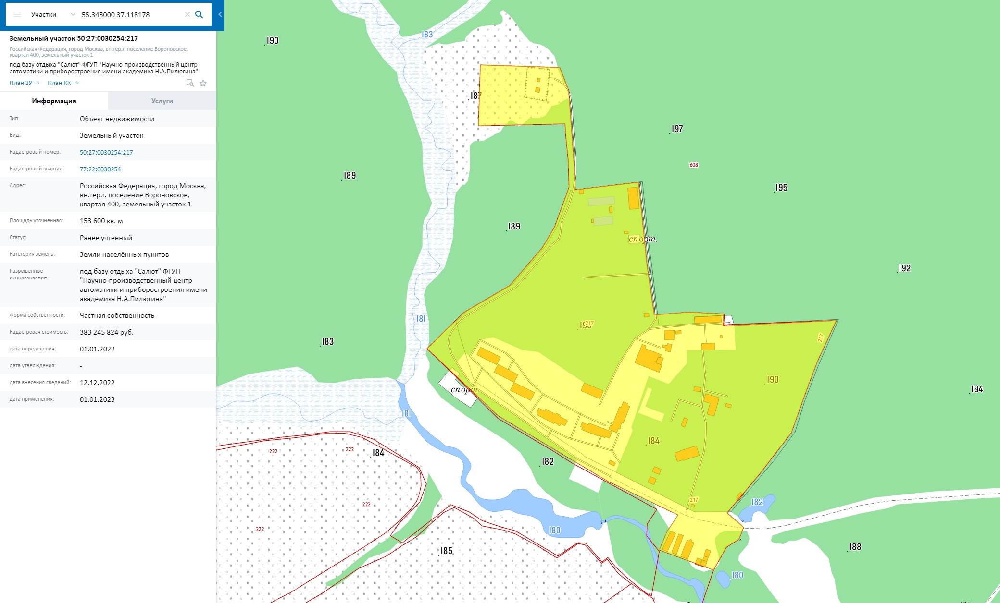 Участки 55.343000 37.118178
Земельный участок 50:27:0030254:217
Российская Федерация, город Москва, вн.тер.г. поселение Вороновское,
квартал 400, земельный участок 1
под базу отдыха "Салют" ФГУП "Научно-производственный центр
автоматики и приборостроения имени академика Н.А.Пилюгина"
План ЗУ→ План КК→
Информация Услуги
Тип: Объект недвижимости
Вид: Земельный участок
Кадастровый номер: 50:27:0030254:217
Кадастровый квартал: 77:22:0030254
Адрес: Российская Федерация, город Москва,
вн.тер.г. поселение Вороновское,
квартал 400, земельный участок 1
Площадь уточненная: 153 600 кв. м
Статус: Ранее учтенный
Категория земель: Земли населённых пунктов
Разрешенное
использование:
под базу отдыха "Салют" ФГУП
"Научно-производственный центр
автоматики и приборостроения имени
академика Н.А.Пилюгина"
Форма собственности: Частная собственность
Кадастровая стоимость: 383 245 824 руб.
дата определения: 01.01.2022
дата утверждения: -
дата внесения сведений: 12.12.2022
дата применения: 01.01.2023
183
190
187
197
608
189
195
189
спорт.
192
181
190
217
183
217
190
спорт.
194
181
184
222
222
184
182
217
182
222
222
180
185
188
180